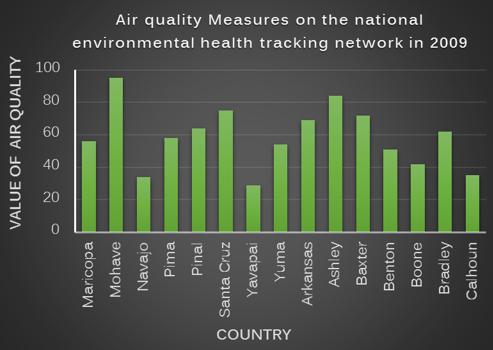 Air quality Measures on the national
environmental health tracking network in 2009
VALUE OF AIR QUALITY
100
80
60
40
20
0
Maricopa
Mohave
Navajo
Pima
Pinal
Santa Cruz
Yavapai
Yuma
Arkansas
Ashley
Baxter
Benton
Boone
Bradley
Calhoun
COUNTRY